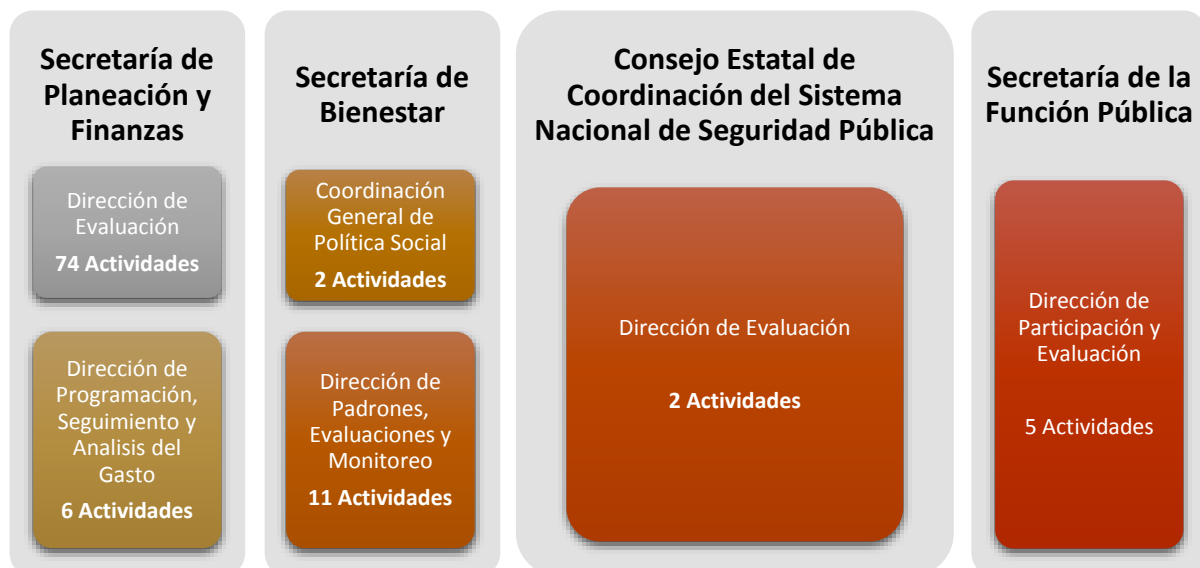 Secretaría de
Planeación y
Finanzas
Dirección de
Evaluación
74 Actividades
Dirección de
Programación,
Seguimiento y
Analisis del
Gasto
6 Actividades
Secretaría de
Bienestar
Coordinación
General de
Política Social
2 Actividades
Dirección de
Padrones,
Evaluaciones y
Monitoreo
11 Actividades
Consejo Estatal de
Coordinación del Sistema
Nacional de Seguridad Pública
Dirección de Evaluación
2 Actividades
Secretaría de la
Función Pública
Dirección de
Participación y
Evaluación
5 Actividades